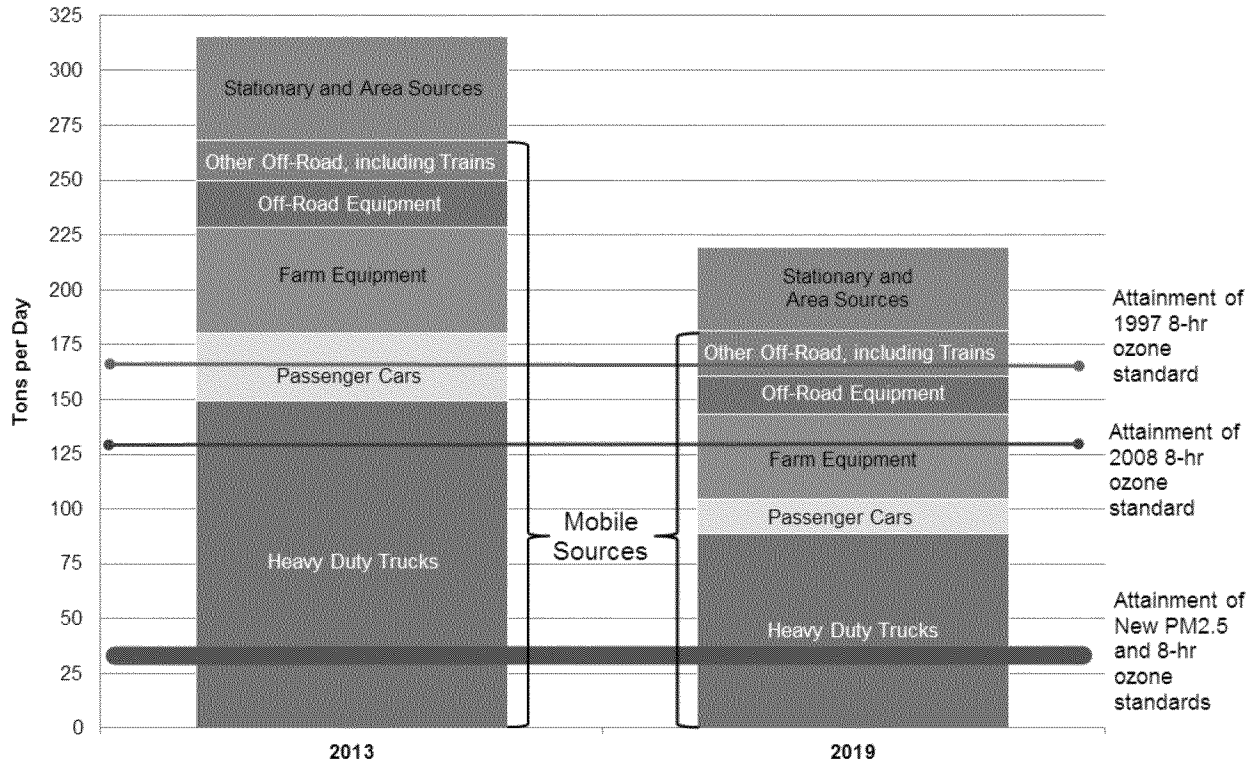 325
300
275
250
225
200
175
150
125
100
75
50
25
0
Tons per Day
Stationary and Area Sources
Other Off-Road, including Trains
Off-Road Equipment
Farm Equipment
Passenger Cars
Heavy Duty Trucks
2013
Mobile
Sources
Stationary and
Area Sources
Other Off-Road, including Trains
Off-Road Equipment
Farm Equipment
Passenger Cars
Heavy Duty Trucks
2019
Attainment of
1997 8-hr
ozone
standard
Attainment of
2008 8-hr
ozone
standard
Attainment of
New PM2.5
and 8-hr
ozone
standards